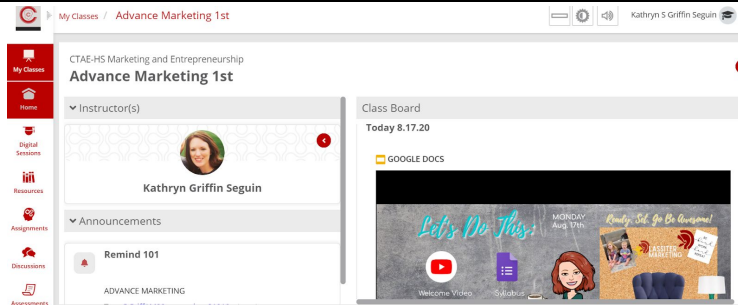 My Classes / Advance Marketing 1st
Kathryn S Griffin Seguin
My Classes
Home
Digital Sessions
Resources
Assignments
Discussions
Assessments
CTAE-HS Marketing and Entrepreneurship
Advance Marketing 1st
Instructor(s)
Kathryn Griffin Seguin
Announcements
Remind 101
ADVANCE MARKETING
Class Board
Today 8.17.20
GOOGLE DOCS
Let's Do This!
MONDAY
Aug. 17th
Ready, Set, Go Be Awesome!
LASSITER
MARKETING
Welcome Video
Syllabus